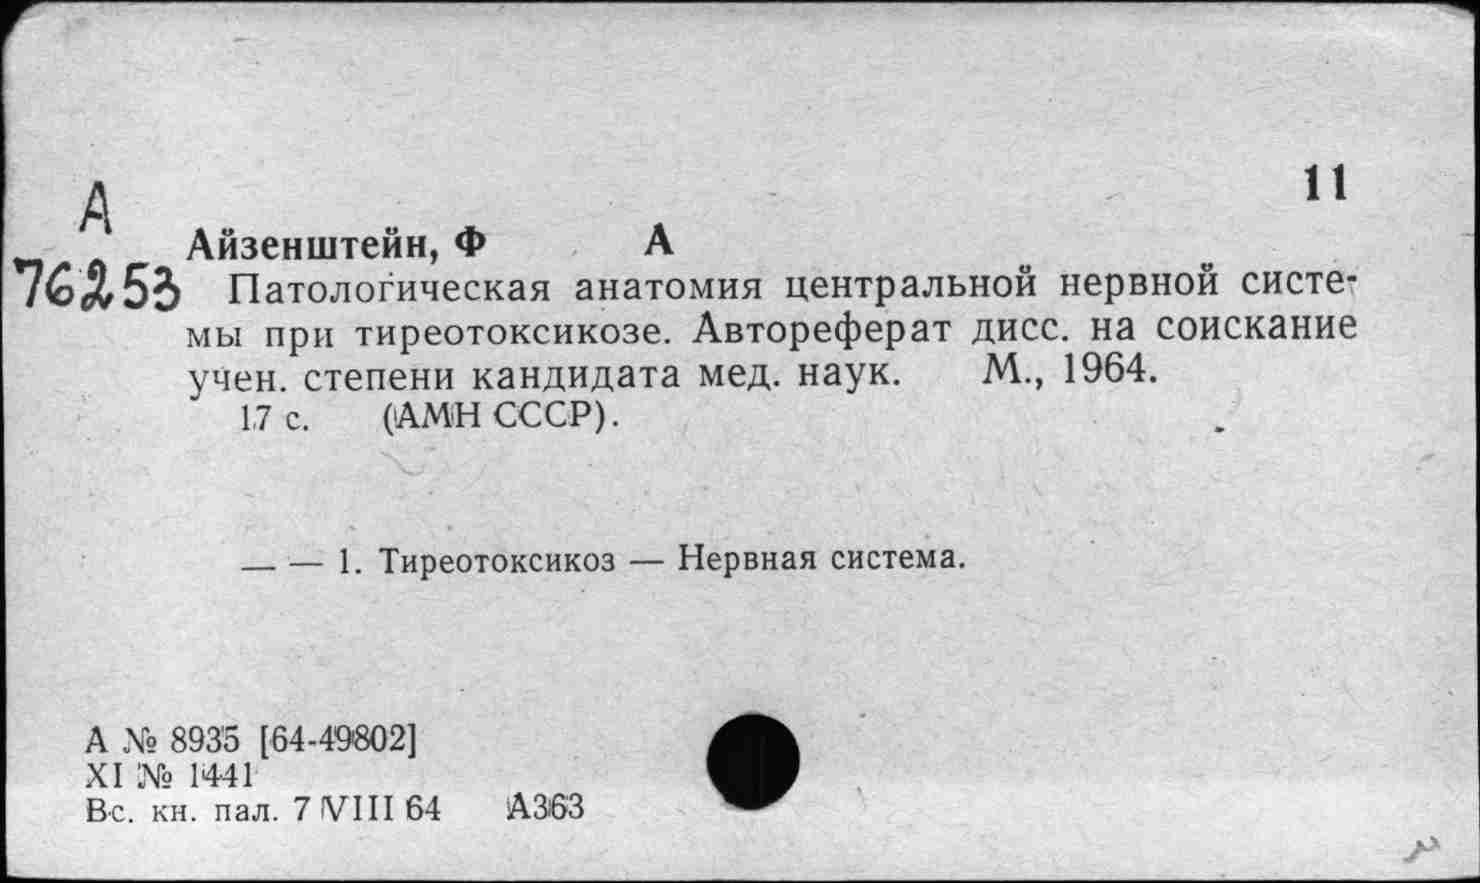 11
А
76253
Айзенштейн, Ф А
Патологическая анатомия центральной нервной систе-
мы при тиреотоксикозе. Автореферат дисс. на соискание
учен. степени кандидата мед. наук. М., 1964.
17 с. (АМН СССР).
— — 1. Тиреотоксикоз — Нервная система.
А № 8935 [64-49802]
XI № 1441
Вс. кн. пал. 7 VIII 64 А363